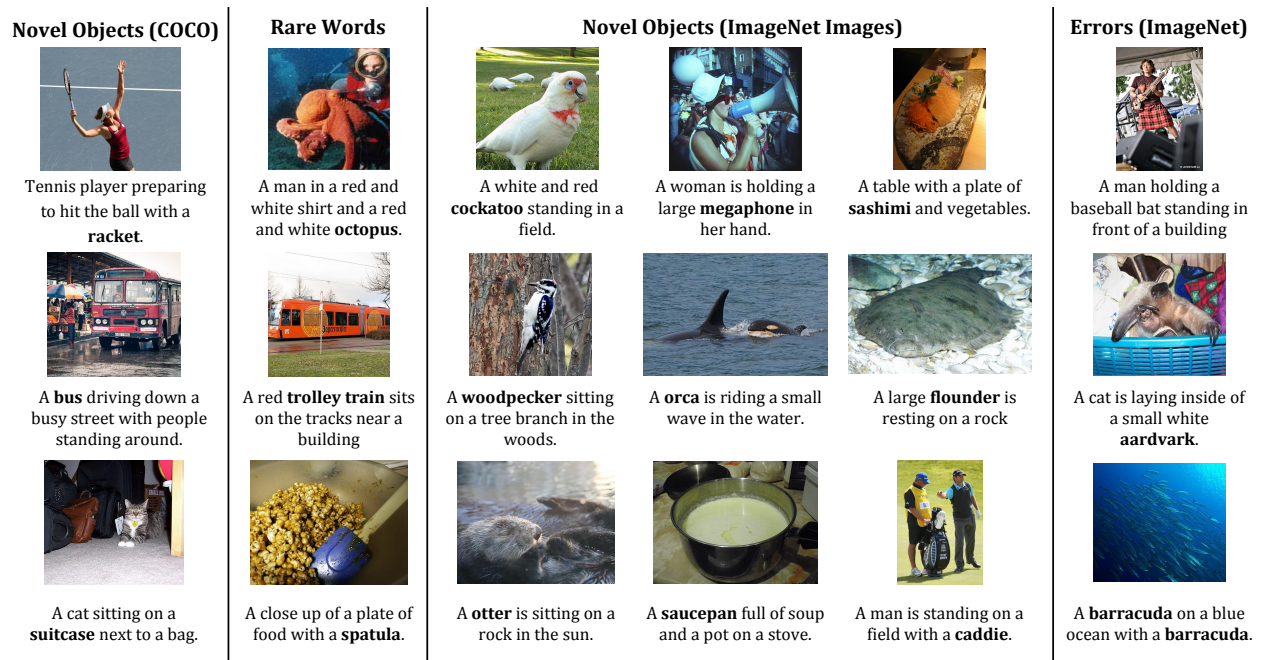 Novel Objects (COCO)
Rare Words
Novel Objects (ImageNet Images)
Errors (ImageNet)
Tennis player preparing
to hit the ball with a
racket.
A man in a red and
white shirt and a red
and white octopus.
A white and red
cockatoo standing in a
field.
A woman is holding a
large megaphone in
her hand.
A table with a plate of
sashimi and vegetables.
A man holding a
baseball bat standing in
front of a building
A bus driving down a
busy street with people
standing around.
A red trolley train sits
on the tracks near a
building
A woodpecker sitting
on a tree branch in the
woods.
A orca is riding a small
wave in the water.
A large flounder is
resting on a rock
A cat is laying inside of
a small white
aardvark.
A cat sitting on a
suitcase next to a bag.
A close up of a plate of
food with a spatula.
A otter is sitting on a
rock in the sun.
A saucepan full of soup
and a pot on a stove.
A man is standing on a
field with a caddie.
A barracuda on a blue
ocean with a barracuda.